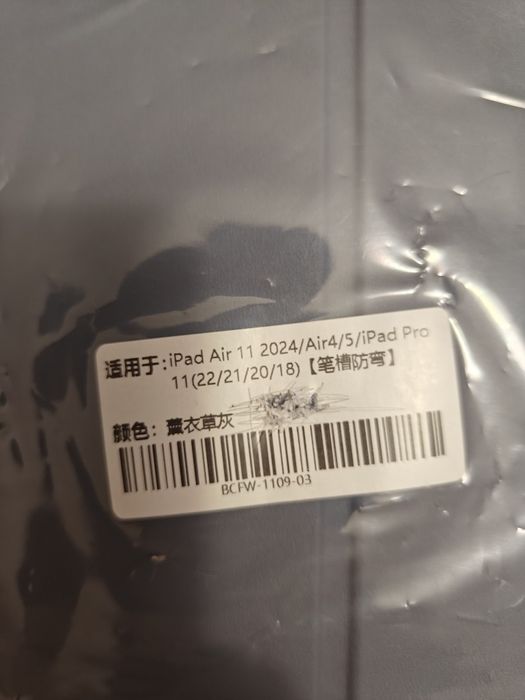 适用于:iPad Air 11 2024/Air4/5/iPad Pro
11(22/21/20/18)【笔槽防弯】
颜色：薰衣草灰
BCFW-1109-03